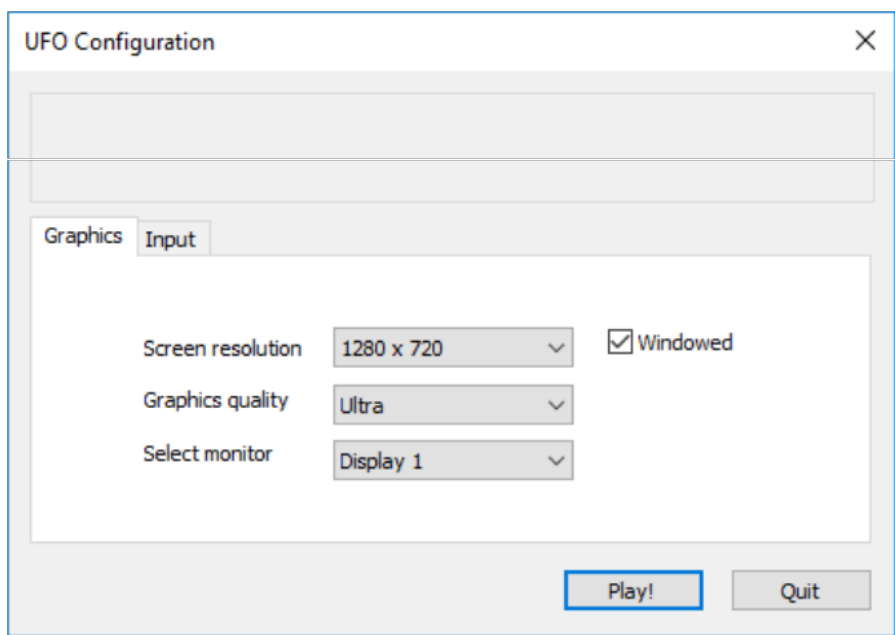 UFO Configuration
Graphics Input
Screen resolution 1280 x 720 Windowed
Graphics quality Ultra
Select monitor Display 1
Play! Quit